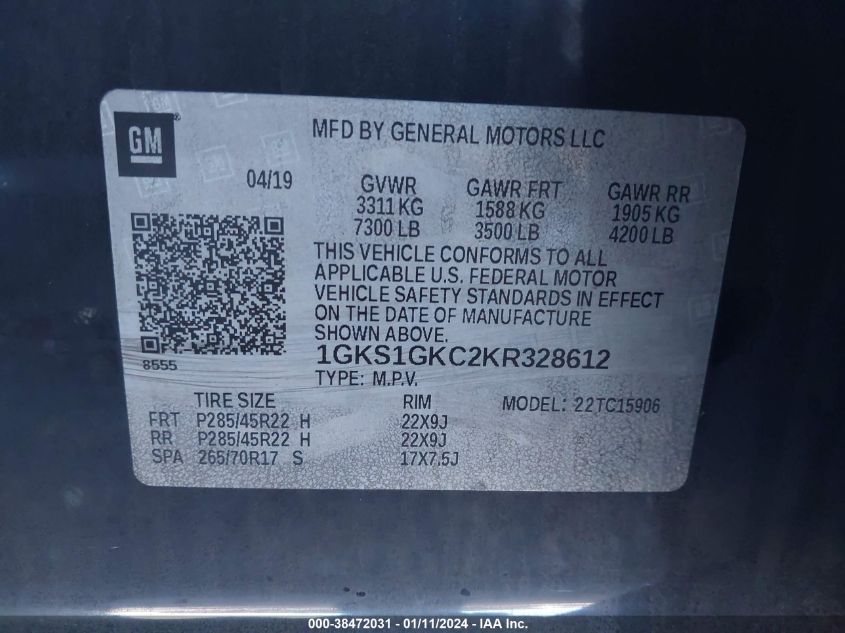 GM®
MFD BY GENERAL MOTORS LLC
04/19
GVWR GAWR FRT GAWR RR
3311 KG 1588 KG 1905 KG
7300 LB 3500 LB 4200 LB
THIS VEHICLE CONFORMS TO ALL
APPLICABLE U.S. FEDERAL MOTOR
VEHICLE SAFETY STANDARDS IN EFFECT
ON THE DATE OF MANUFACTURE
SHOWN ABOVE.
8555
1GKS1GKC2KR328612
TYPE: M.P.V.
TIRE SIZE RIM MODEL: 22TC15906
FRT P285/45R22 H 22X9J
RR P285/45R22 H 22X9J
SPA 265/70R17 S 17X7.5J
000-38472031 - 01/11/2024 - IAA Inc.